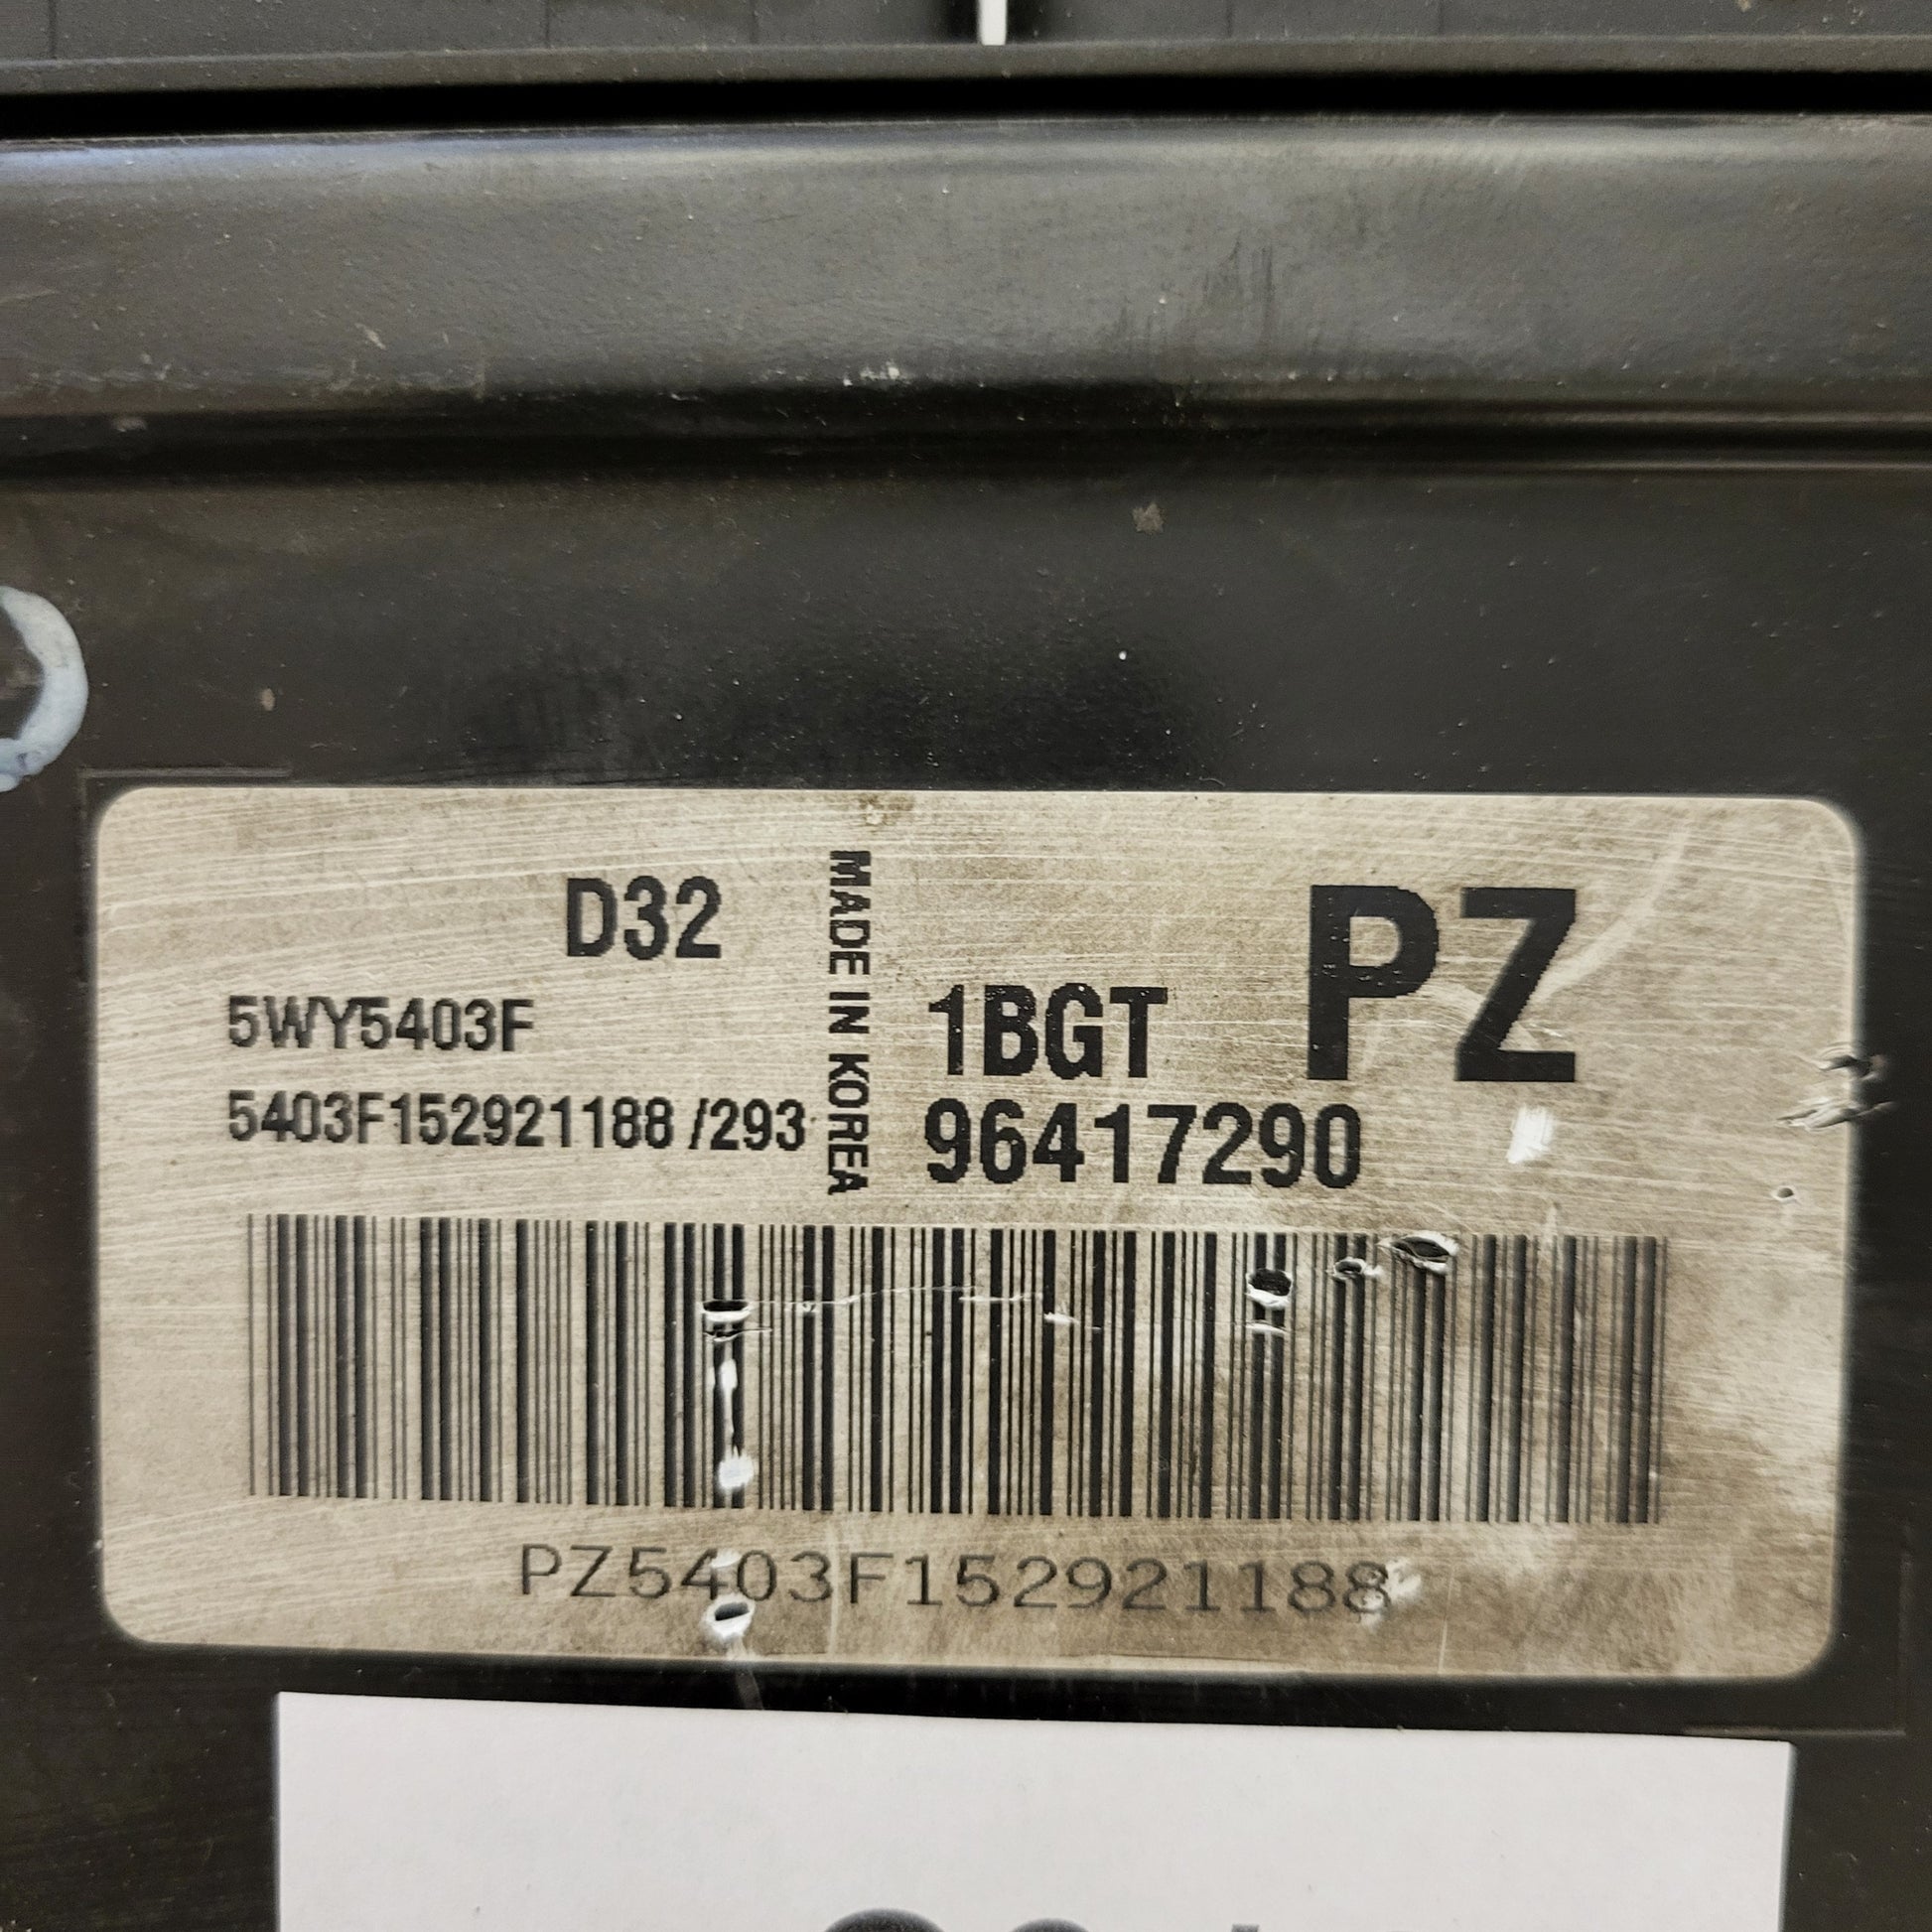 D32
5WY5403F
5403F152921188 /293
MADE IN KOREA
PZ
1BGT
96417290
PZ5403F152921188